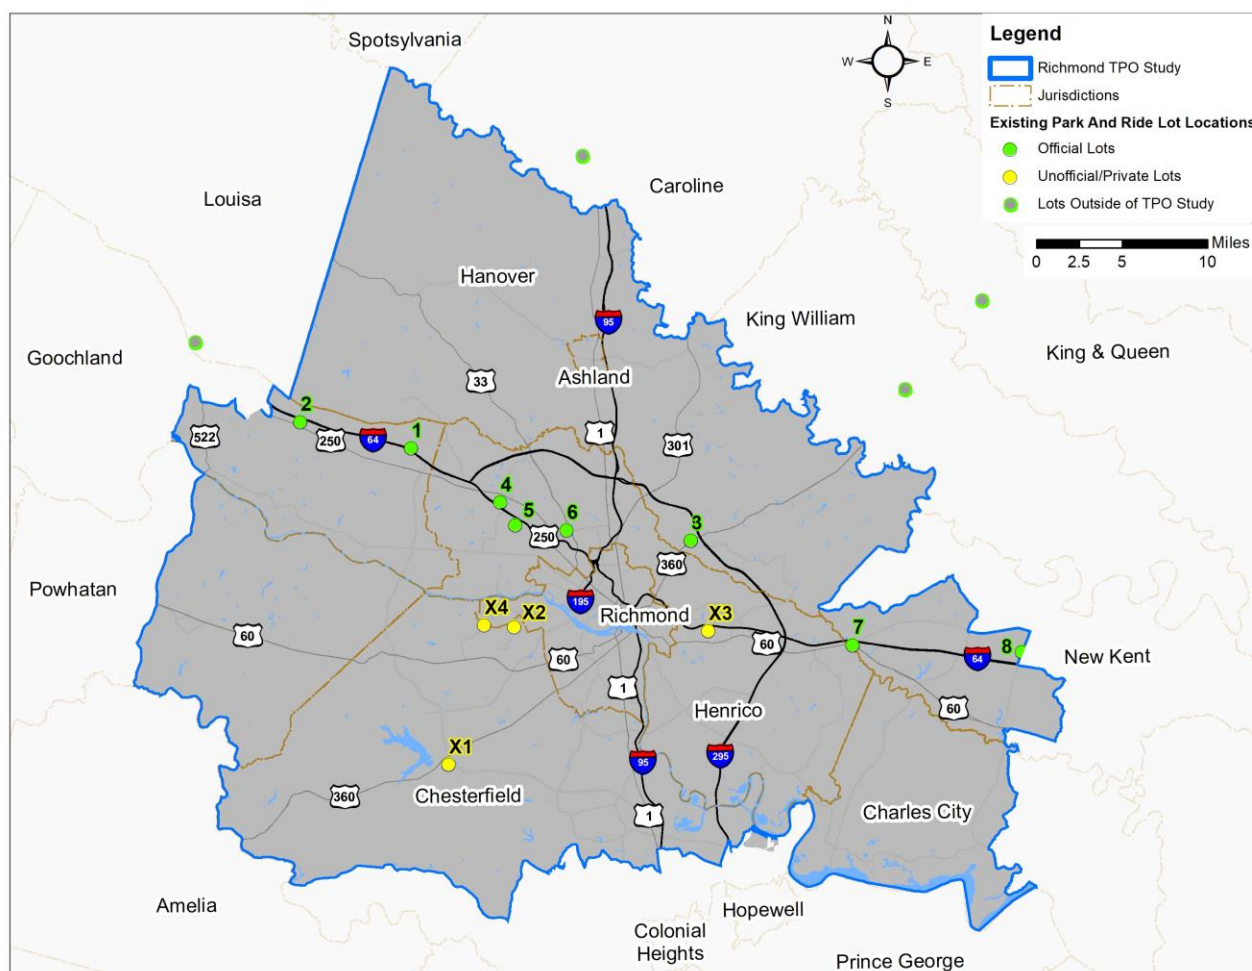 Spotsylvania
N
W E
S
Legend
Richmond TPO Study
Jurisdictions
Existing Park And Ride Lot Locations
Official Lots
Unofficial/Private Lots
Lots Outside of TPO Study
Miles
0 2.5 5 10
Caroline
Louisa
Hanover
95
King William
King & Queen
Goochland
Ashland
33
2
522
250
64
1
1
301
4
5
6
250
3
360
Powhatan
195
Richmond
X4
X2
X3
60
60
60
7
8
64
New Kent
1
Henrico
60
X1
95
295
360
Chesterfield
1
Charles City
Amelia
Hopewell
Colonial
Heights
Prince George